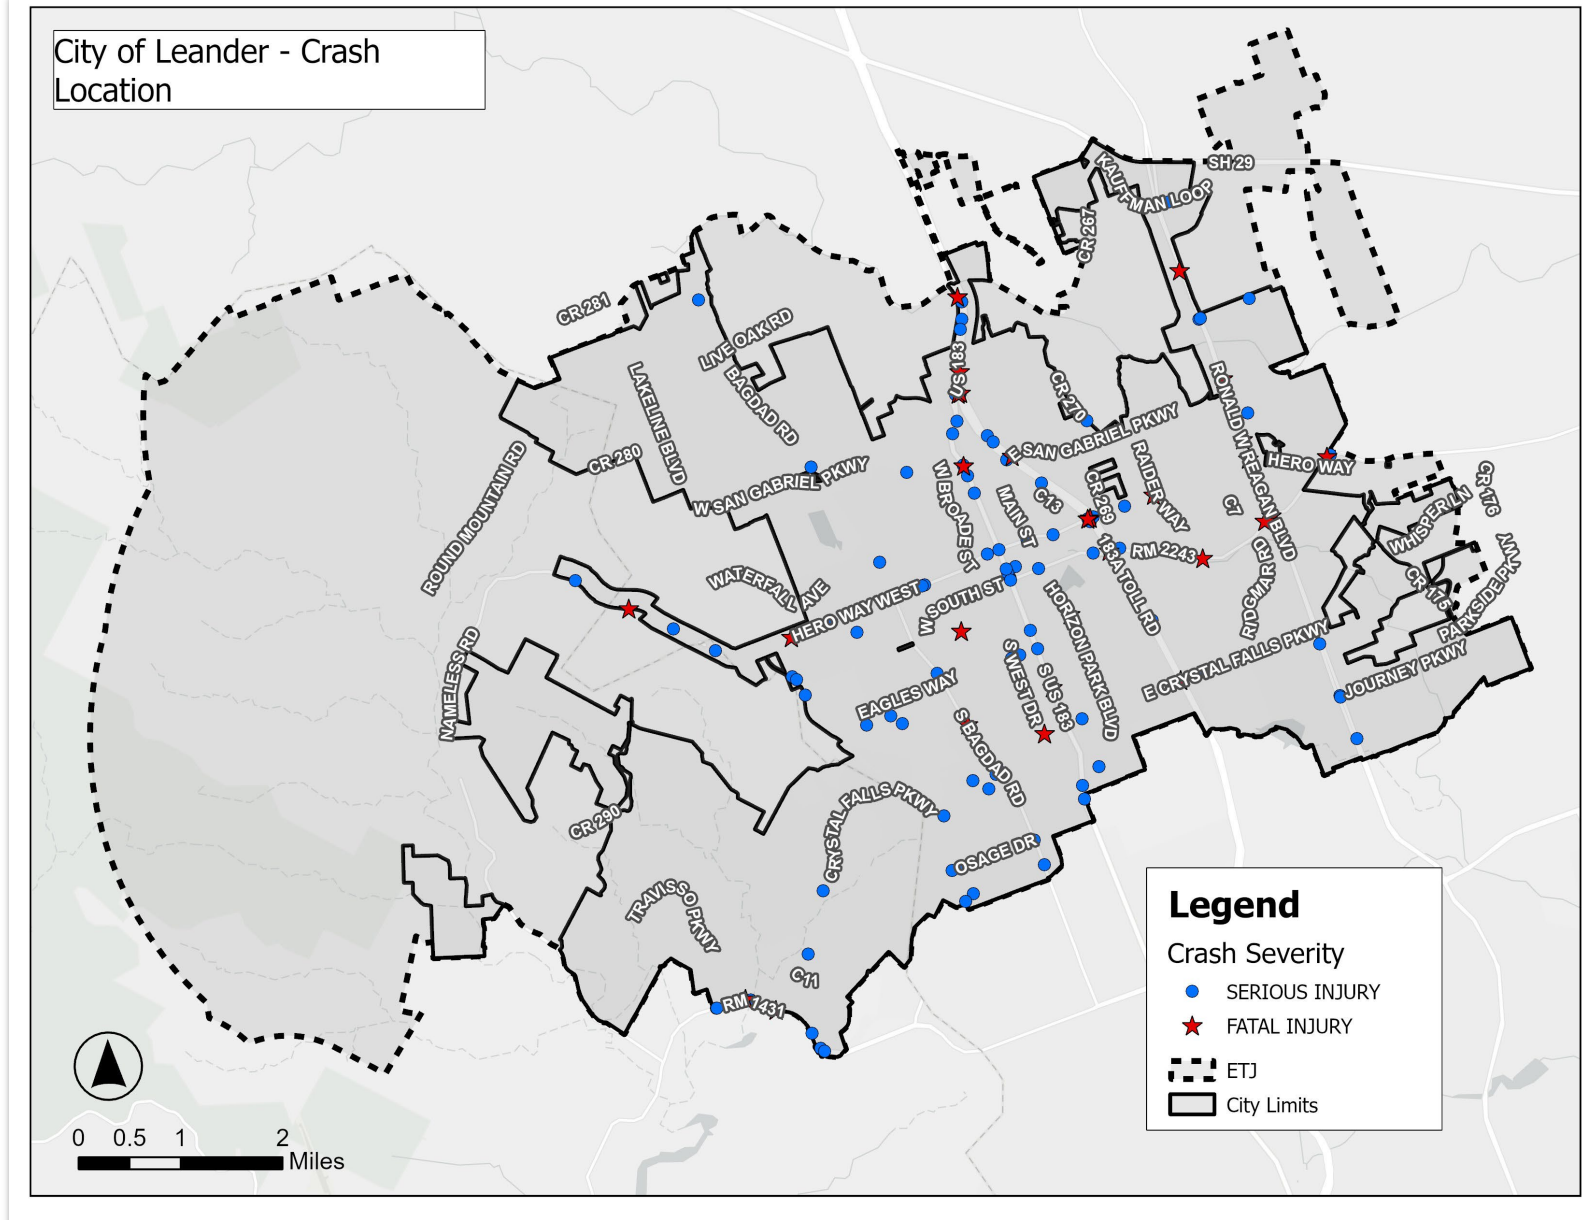 City of Leander - Crash
Location
SH 29
KAUFFMAN LOOP
CR 267
CR 281
LIVE OAK RD
US 183
LAKELINE BLVD
BAGDAD RD
CR 270
RONALD W REAGAN BLVD
E SAN GABRIEL PKWY
CR 280
W SAN GABRIEL PKWY
HERO WAY
ROUND MOUNTAIN RD
W BROADE ST
MAIN ST
C13
CR 269
RAIDER WAY
C7
CR 176
WHISPER LN
RM 2243
183A TOLL RD
WATERFALL AVE
HERO WAY WEST
W SOUTH ST
HORIZON PARK BLVD
RIDGMAR RD
CR 175
PARKSIDE PKWY
NAMELESS RD
E CRYSTAL FALLS PKWY
JOURNEY PKWY
EAGLES WAY
S WEST DR
S US 183
S BAGDAD RD
CR 290
CRYSTAL FALLS PKWY
OSAGE DR
TRAVISSO PKWY
C11
RM 1431
Legend
Crash Severity
SERIOUS INJURY
FATAL INJURY
ETJ
City Limits
0 0.5 1 2
Miles